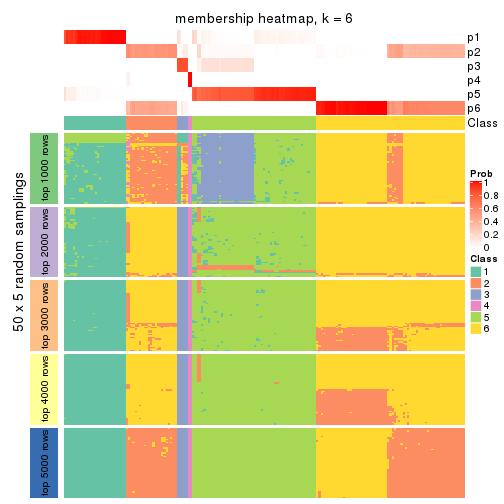 membership heatmap, k = 6
p1
p2
p3
p4
p5
p6
Class
50 x 5 random samplings
top 1000 rows
top 2000 rows
top 3000 rows
top 4000 rows
top 5000 rows
Prob
1
0.8
0.6
0.4
0.2
0
Class
1
2
3
4
5
6